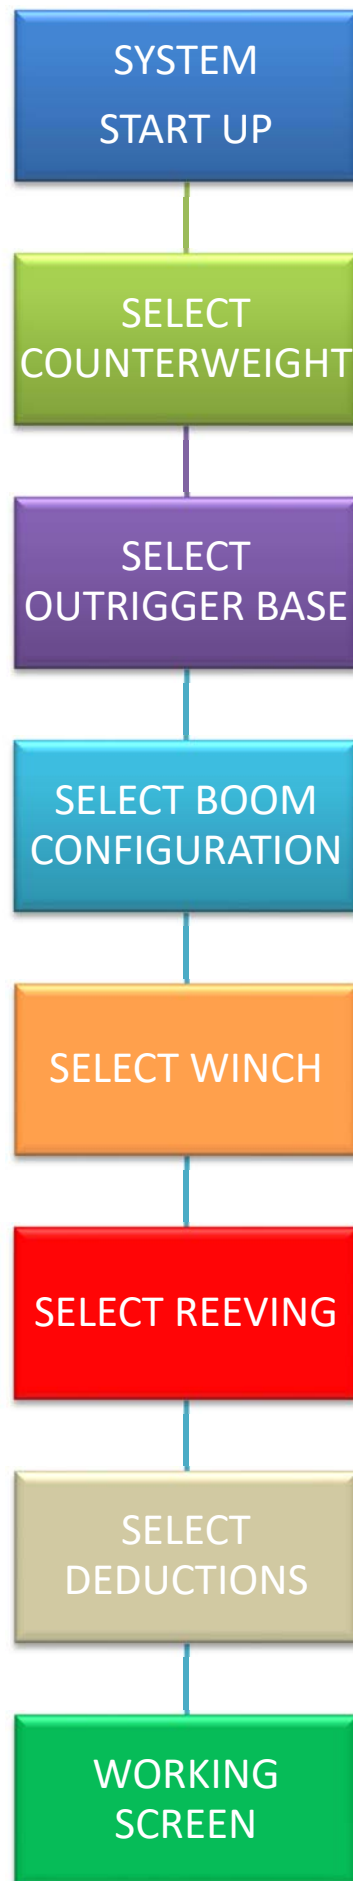 SYSTEM
START UP
SELECT
COUNTERWEIGHT
SELECT
OUTRIGGER BASE
SELECT BOOM
CONFIGURATION
SELECT WINCH
SELECT REEVING
SELECT
DEDUCTIONS
WORKING
SCREEN